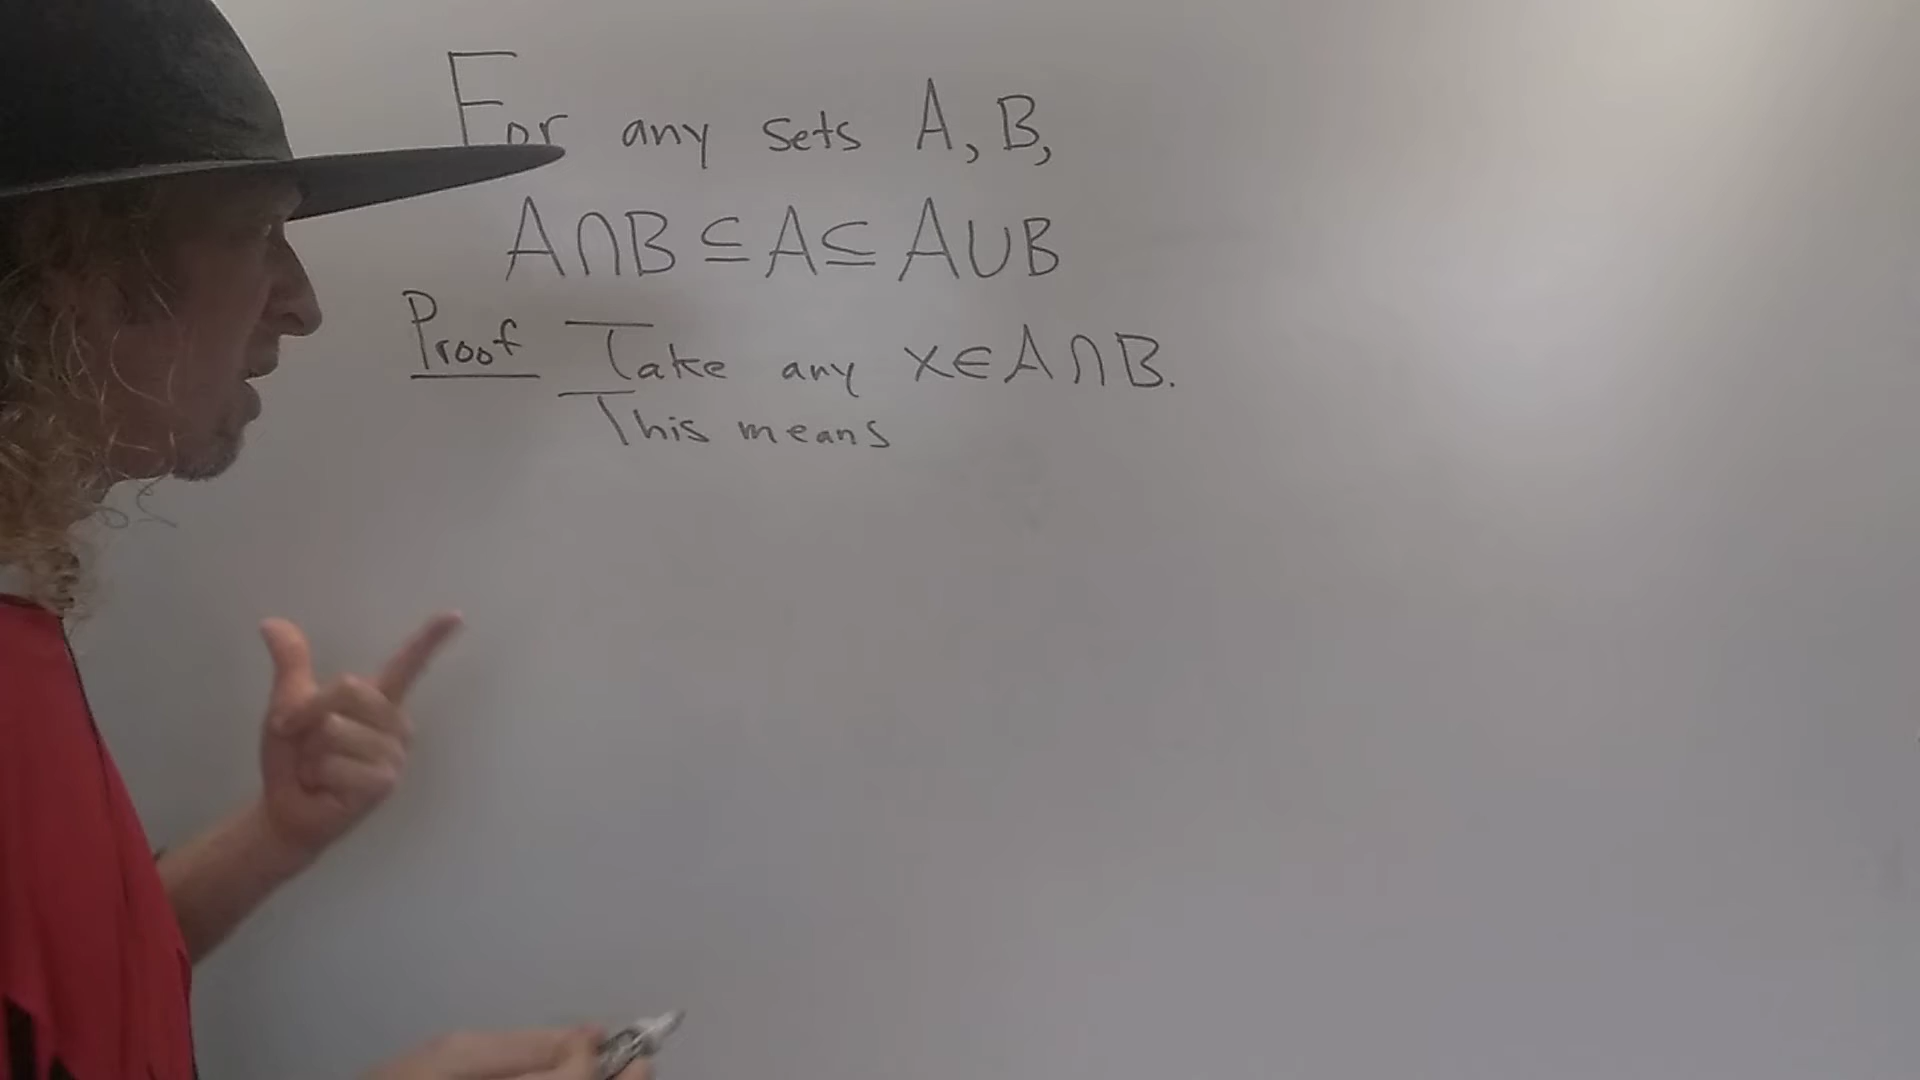 For any sets A, B,
A∩B ⊆ A ⊆ A∪B
Proof Take any x∈A∩B.
This means